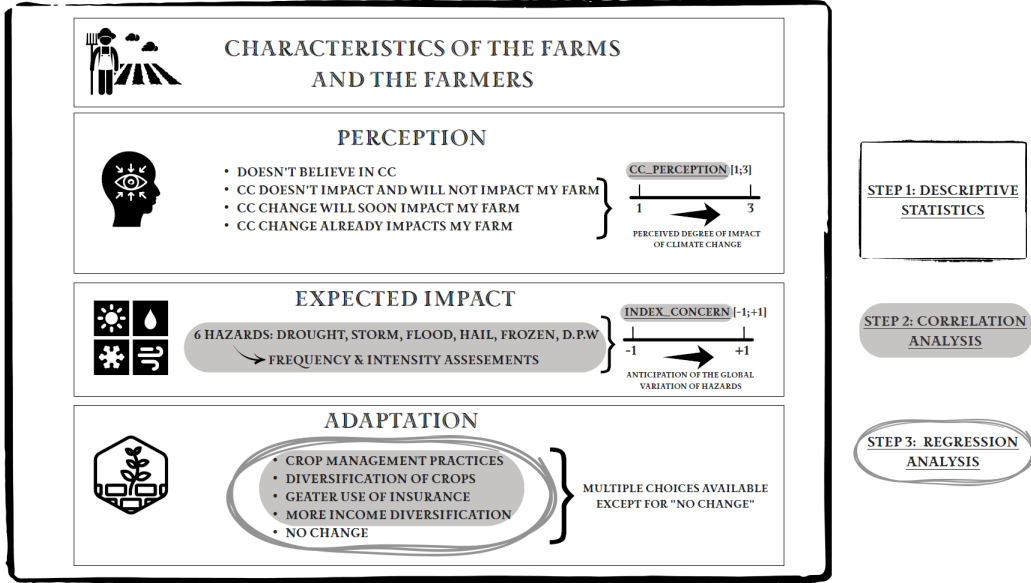 CHARACTERISTICS OF THE FARMS
AND THE FARMERS
PERCEPTION
• DOESN'T BELIEVE IN CC
• CC DOESN'T IMPACT AND WILL NOT IMPACT MY FARM
• CC CHANGE WILL SOON IMPACT MY FARM
• CC CHANGE ALREADY IMPACTS MY FARM
CC_PERCEPTION [1;3]
1 3
PERCEIVED DEGREE OF IMPACT
OF CLIMATE CHANGE
EXPECTED IMPACT
6 HAZARDS: DROUGHT, STORM, FLOOD, HAIL, FROZEN, D.P.W
FREQUENCY & INTENSITY ASSESEMENTS
INDEX_CONCERN [-1;+1]
-1 +1
ANTICIPATION OF THE GLOBAL
VARIATION OF HAZARDS
ADAPTATION
• CROP MANAGEMENT PRACTICES
• DIVERSIFICATION OF CROPS
• GEATER USE OF INSURANCE
• MORE INCOME DIVERSIFICATION
• NO CHANGE
MULTIPLE CHOICES AVAILABLE
EXCEPT FOR "NO CHANGE"
STEP 1: DESCRIPTIVE
STATISTICS
STEP 2: CORRELATION
ANALYSIS
STEP 3: REGRESSION
ANALYSIS